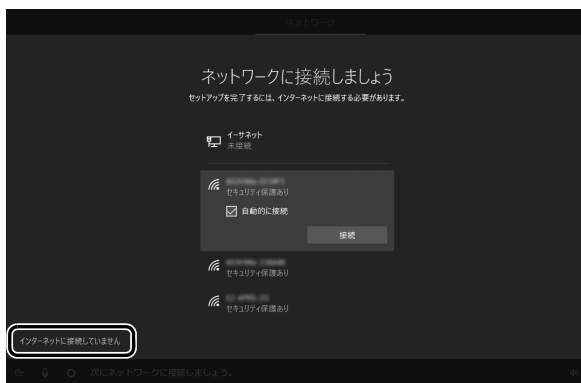 ネットワーク
ネットワークに接続しましょう
セットアップを完了するには、インターネットに接続する必要があります。
イーサネット
未接続
セキュリティ保護あり
自動的に接続
接続
セキュリティ保護あり
セキュリティ保護あり
インターネットに接続していません
次にネットワークに接続しましょう。